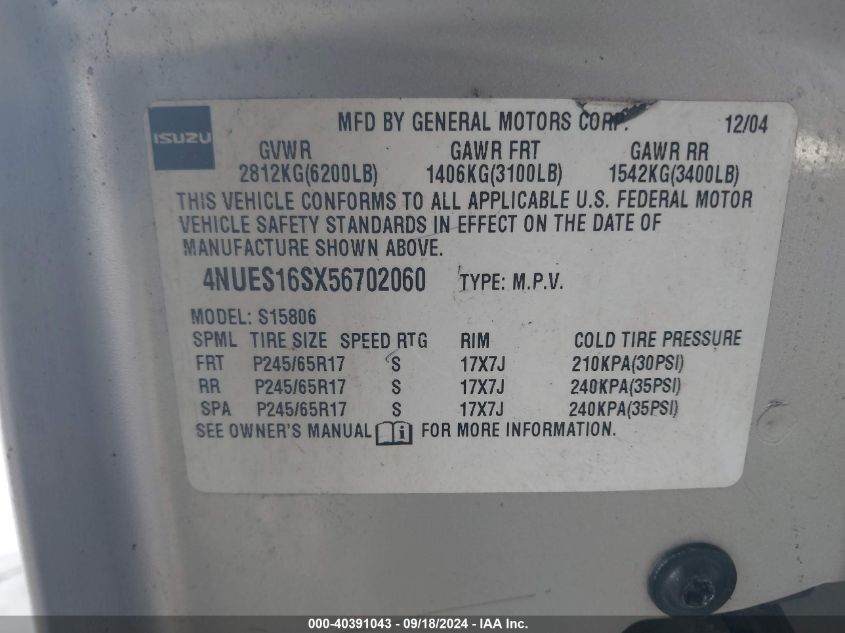 ISUZU
MFD BY GENERAL MOTORS CORP. 12/04
GVWR GAWR FRT GAWR RR
2812KG(6200LB) 1406KG(3100LB) 1542KG(3400LB)
THIS VEHICLE CONFORMS TO ALL APPLICABLE U.S. FEDERAL MOTOR
VEHICLE SAFETY STANDARDS IN EFFECT ON THE DATE OF
MANUFACTURE SHOWN ABOVE.
4NUES16SX56702060 TYPE: M.P.V.
MODEL: S15806
SPML TIRE SIZE SPEED RTG RIM COLD TIRE PRESSURE
FRT P245/65R17 S 17X7J 210KPA(30PSI)
RR P245/65R17 S 17X7J 240KPA(35PSI)
SPA P245/65R17 S 17X7J 240KPA(35PSI)
SEE OWNER'S MANUAL i FOR MORE INFORMATION.
000-40391043 - 09/18/2024 - IAA Inc.